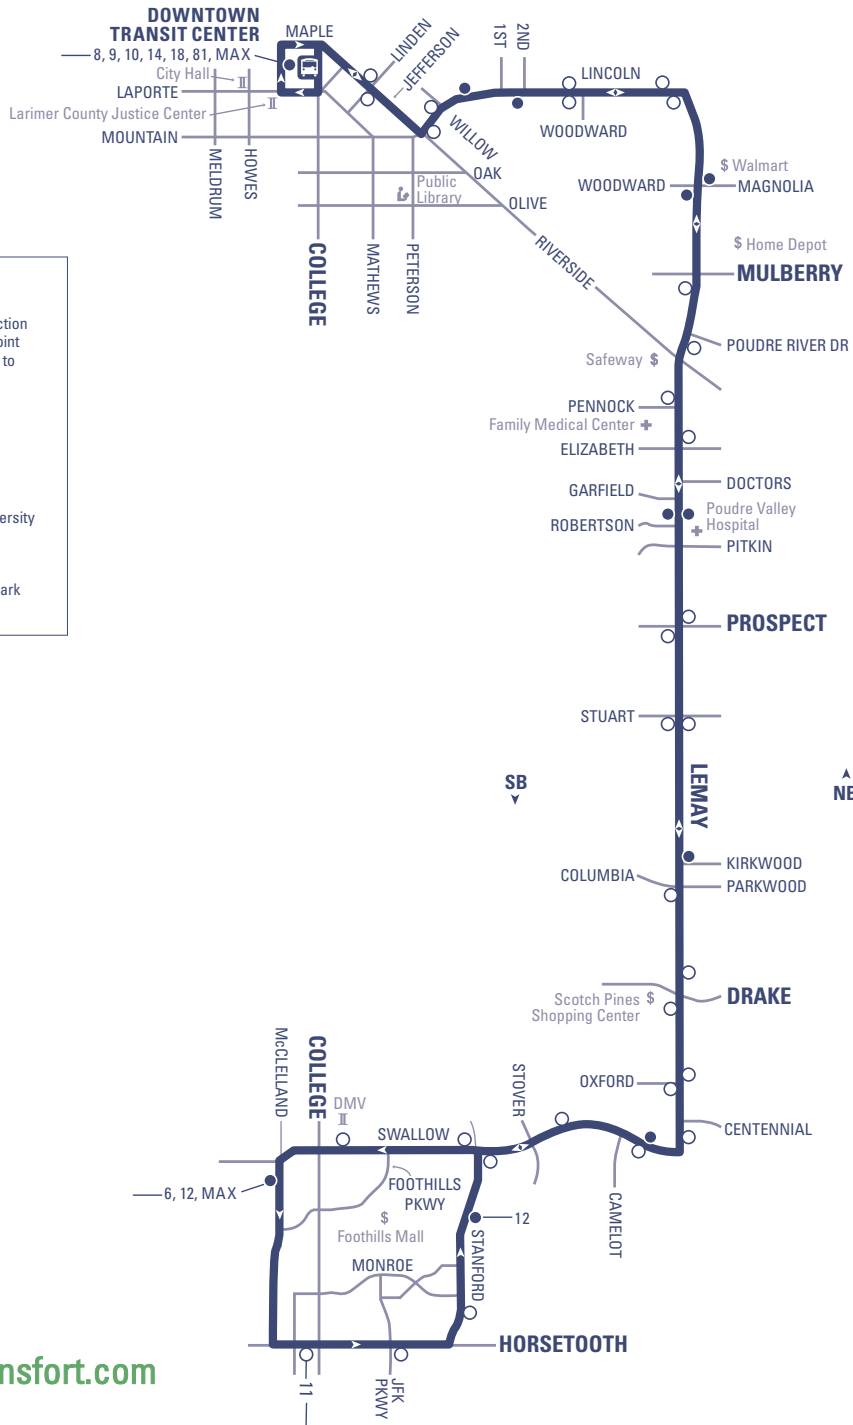 DOWNTOWN
TRANSIT CENTER
8, 9, 10, 14, 18, 81, MAX
MAPLE
LINDEN
JEFFERSON
1ST
2ND
LINCOLN
City Hall
LAPORTE
Larimer County Justice Center
MOUNTAIN
WILLOW
WOODWARD
MELDRUM
HOWES
OAK
Public
Library
OLIVE
WOODWARD
$ Walmart
MAGNOLIA
COLLEGE
MATHEWS
PETERSON
RIVERSIDE
$ Home Depot
MULBERRY
POUDRE RIVER DR
Safeway $
PENNOCK
Family Medical Center
ELIZABETH
DOCTORS
GARFIELD
Poudre Valley
Hospital
ROBERTSON
PITKIN
PROSPECT
STUART
SB
NB
LEMAY
KIRKWOOD
COLUMBIA
PARKWOOD
DRAKE
Scotch Pines $
Shopping Center
OXFORD
CENTENNIAL
McCLELLAND
COLLEGE
DMV
STOVER
SWALLOW
FOOTHILLS
PKWY
6, 12, MAX
12
CAMELOT
$
Foothills Mall
MONROE
STANFORD
HORSETOOTH
11
JFK
PKWY
ction
oint
to
ersity
ark
nsfort.com